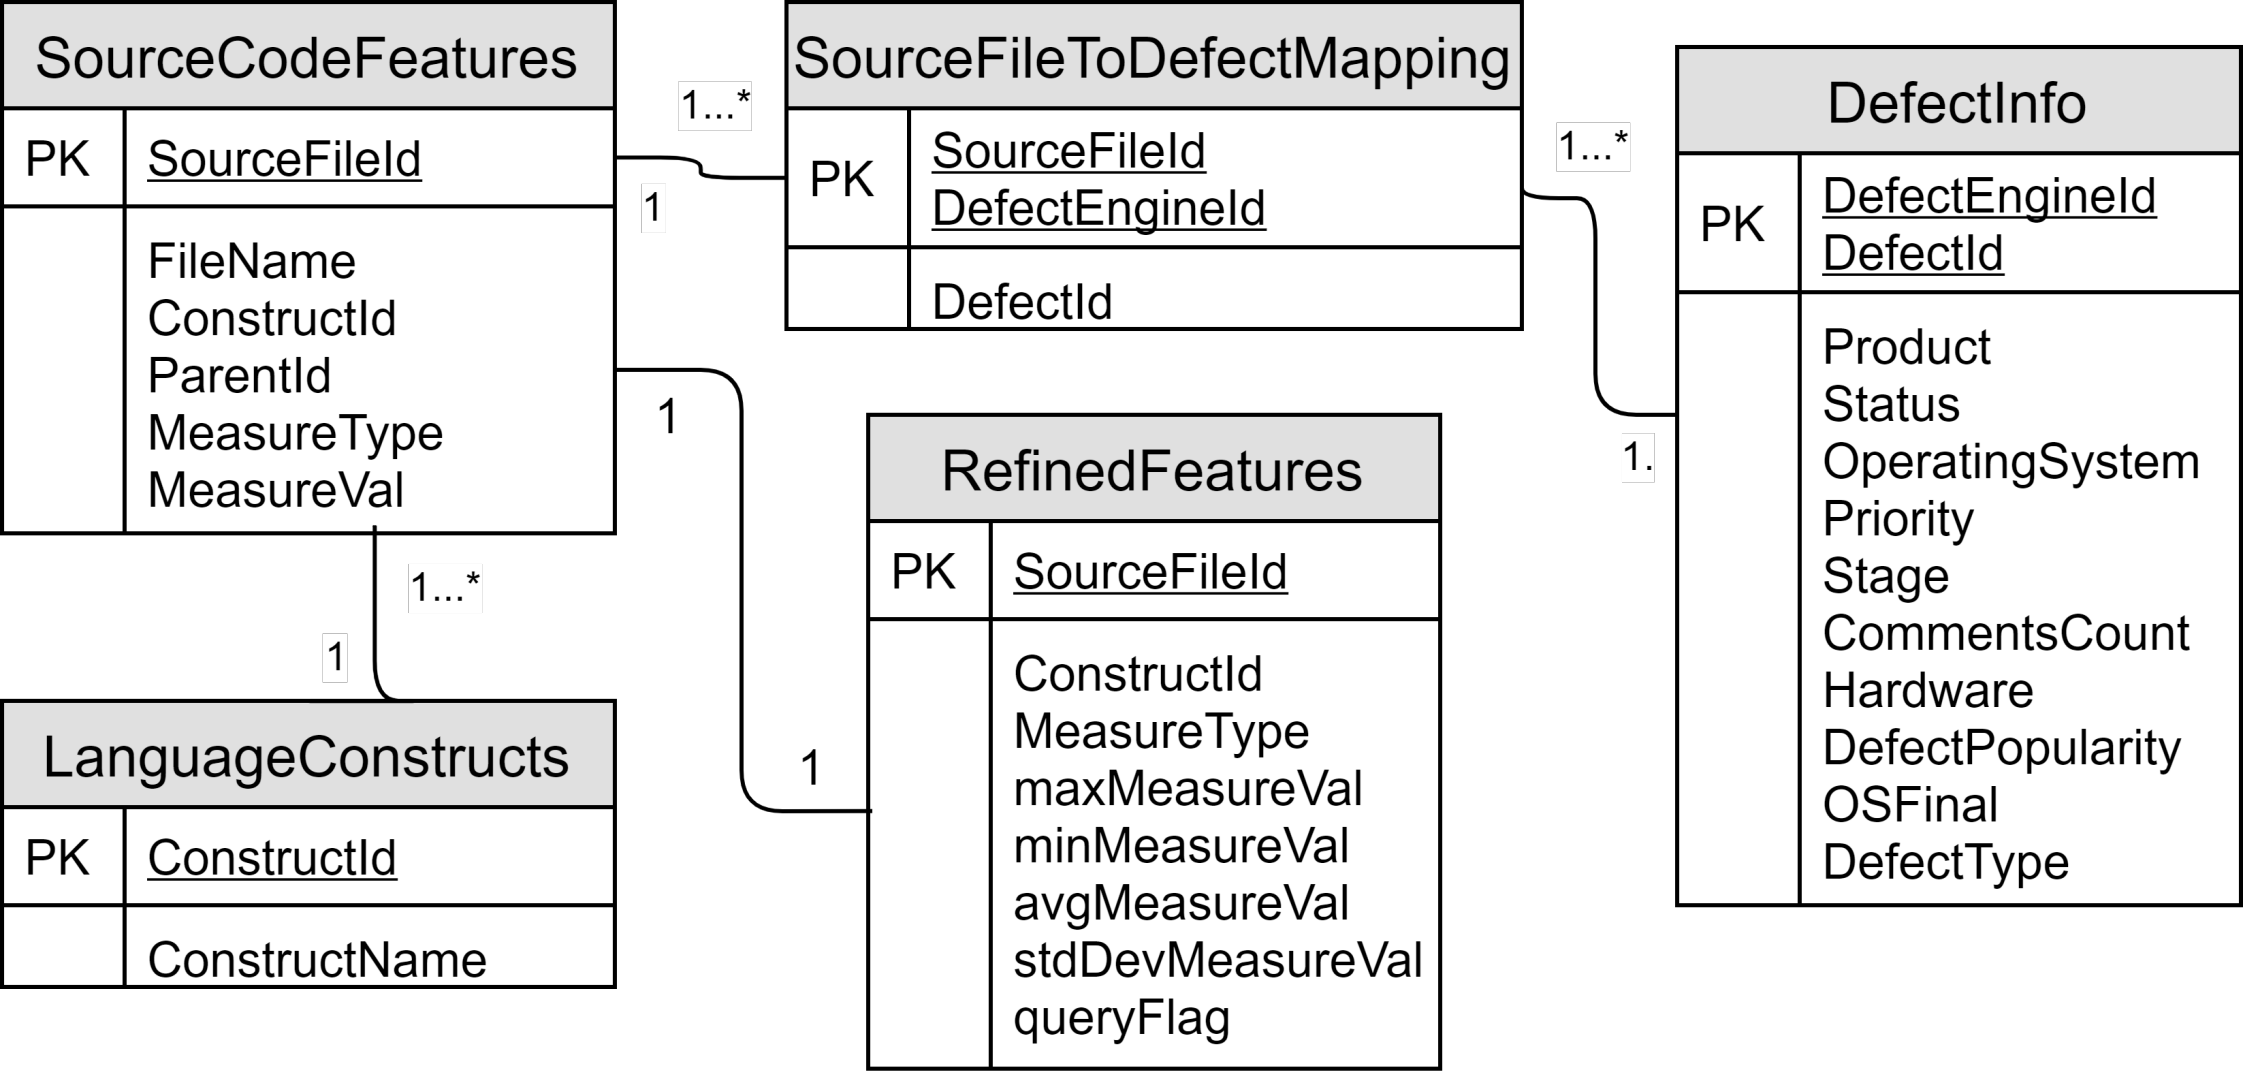 SourceCodeFeatures
PK
SourceFileId
FileName
ConstructId
ParentId
MeasureType
MeasureVal
1...*
1
SourceFileToDefectMapping
PK
SourceFileId
DefectEngineId
DefectId
1...*
1.
DefectInfo
PK
DefectEngineId
DefectId
Product
Status
OperatingSystem
Priority
Stage
CommentsCount
Hardware
DefectPopularity
OSFinal
DefectType
1
1
RefinedFeatures
PK
SourceFileId
ConstructId
MeasureType
maxMeasureVal
minMeasureVal
avgMeasureVal
stdDevMeasureVal
queryFlag
1...*
1
LanguageConstructs
PK
ConstructId
ConstructName